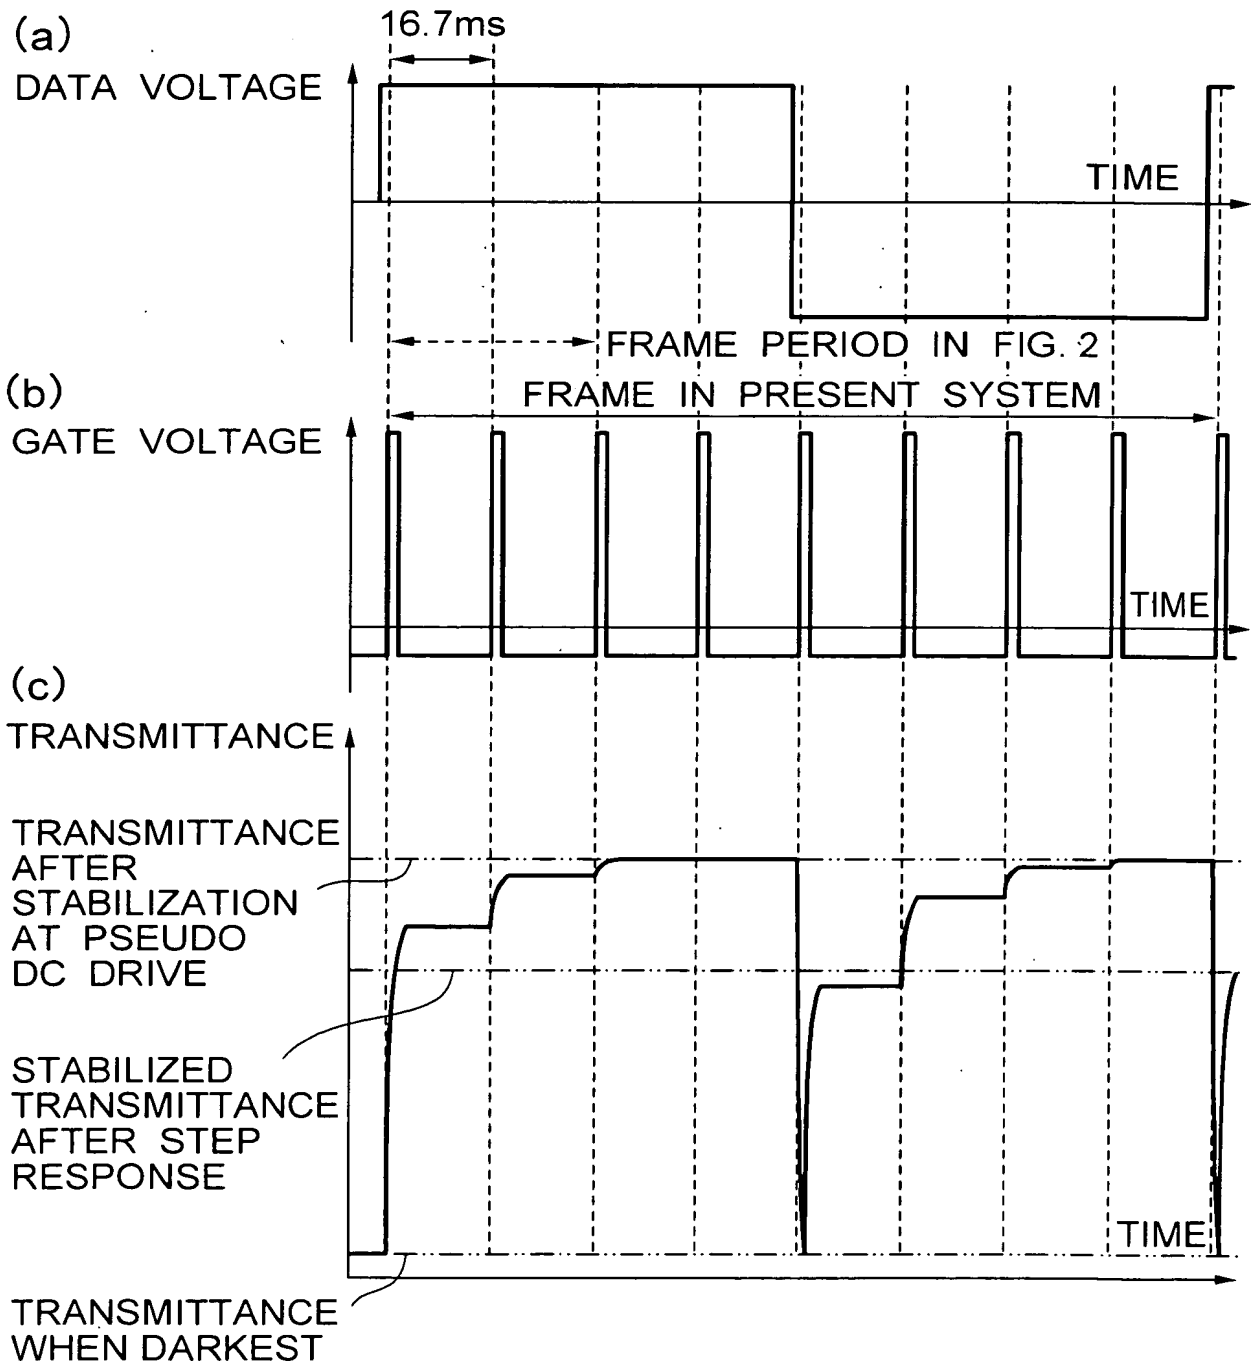 (a)
16.7ms
DATA VOLTAGE
TIME
FRAME PERIOD IN FIG. 2
(b)
FRAME IN PRESENT SYSTEM
GATE VOLTAGE
TIME
(c)
TRANSMITTANCE
TRANSMITTANCE
AFTER
STABILIZATION
AT PSEUDO
DC DRIVE
STABILIZED
TRANSMITTANCE
AFTER STEP
RESPONSE
TIME
TRANSMITTANCE
WHEN DARKEST